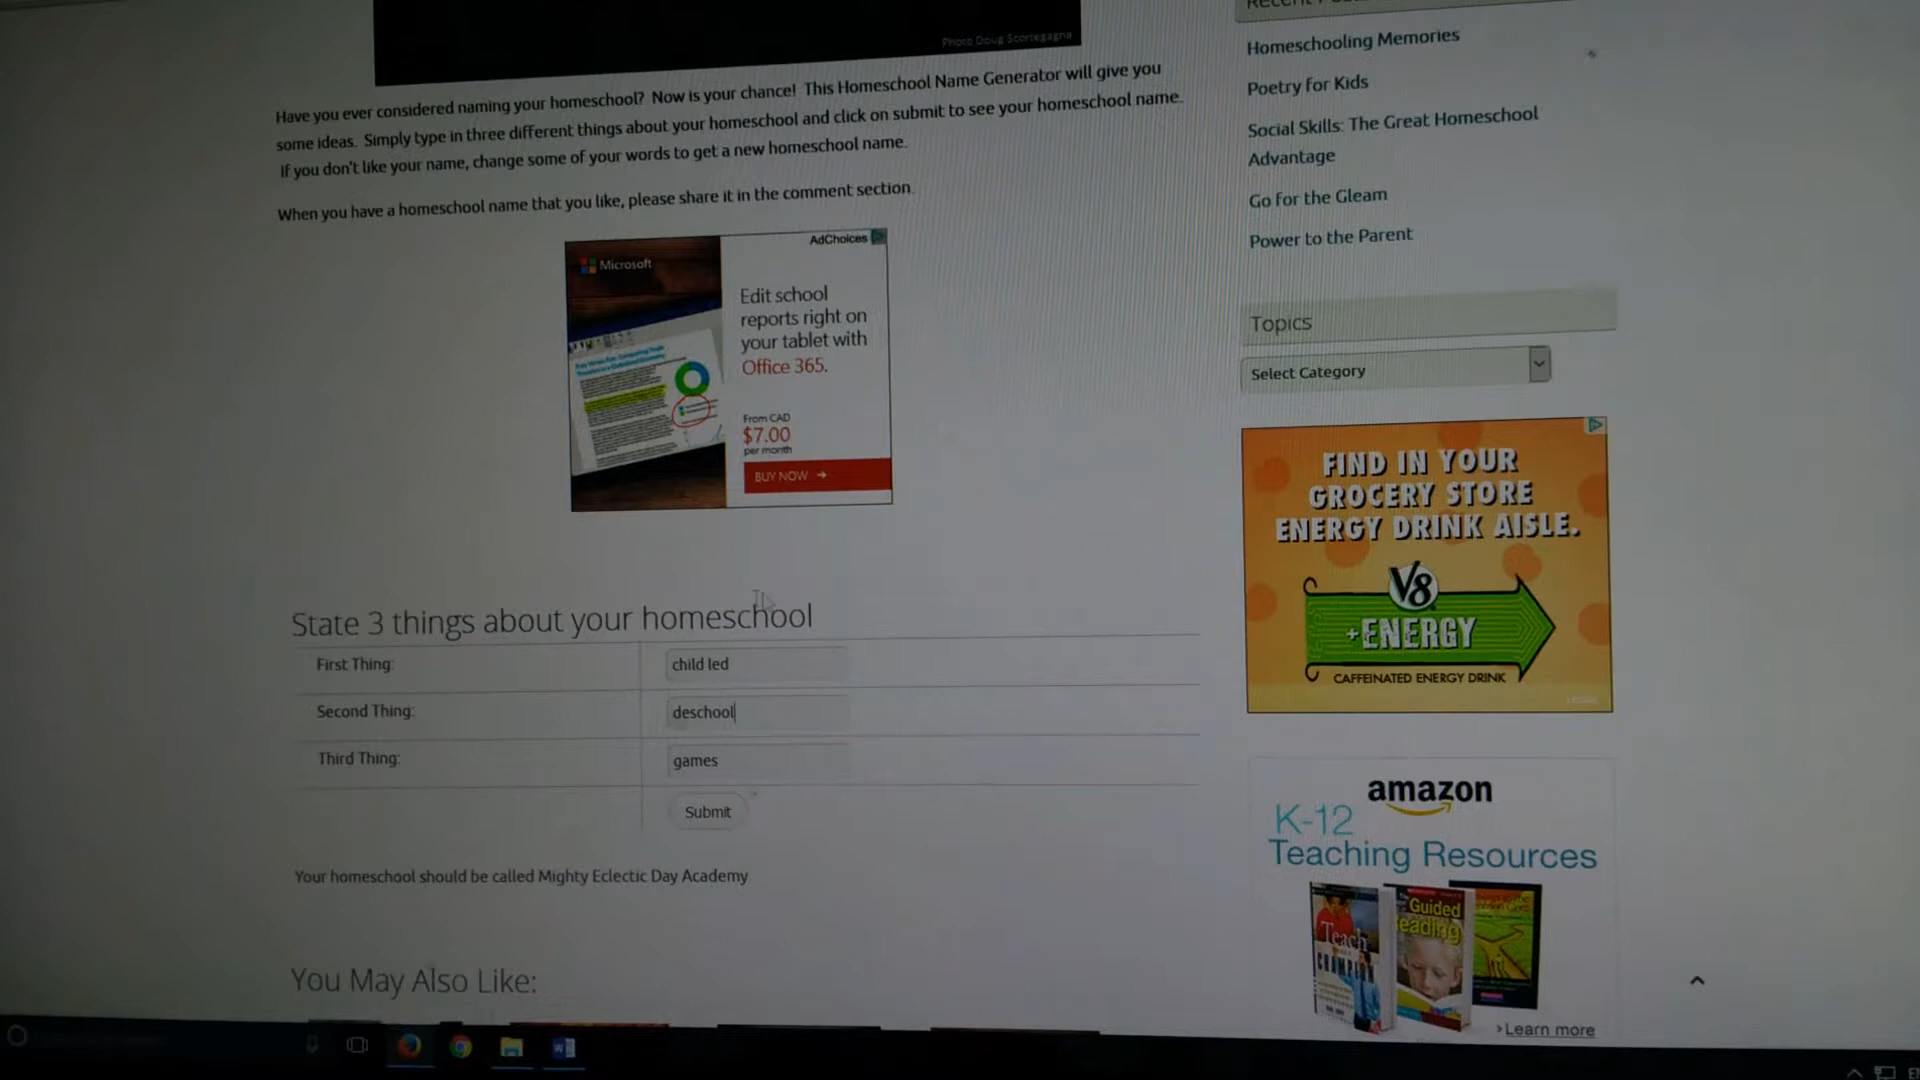 Photo Doug Scortegagna
Have you ever considered naming your homeschool? Now is your chance! This Homeschool Name Generator will give you
some ideas. Simply type in three different things about your homeschool and click on submit to see your homeschool name.
If you don't like your name, change some of your words to get a new homeschool name.
When you have a homeschool name that you like, please share it in the comment section.
AdChoices
Microsoft
Edit school
reports right on
your tablet with
Office 365.
From CAD
$7.00
per month
BUY NOW
State 3 things about your homeschool
First Thing:
child led
Second Thing:
deschool
Third Thing:
games
Submit
Your homeschool should be called Mighty Eclectic Day Academy
You May Also Like:
Recent
Homeschooling Memories
Poetry for Kids
Social Skills: The Great Homeschool
Advantage
Go for the Gleam
Power to the Parent
Topics
Select Category
FIND IN YOUR
GROCERY STORE
ENERGY DRINK AISLE.
V8
+ENERGY
CAFFEINATED ENERGY DRINK
amazon
K-12
Teaching Resources
Teach
CHAMPION
Guided
Reading
›Learn more